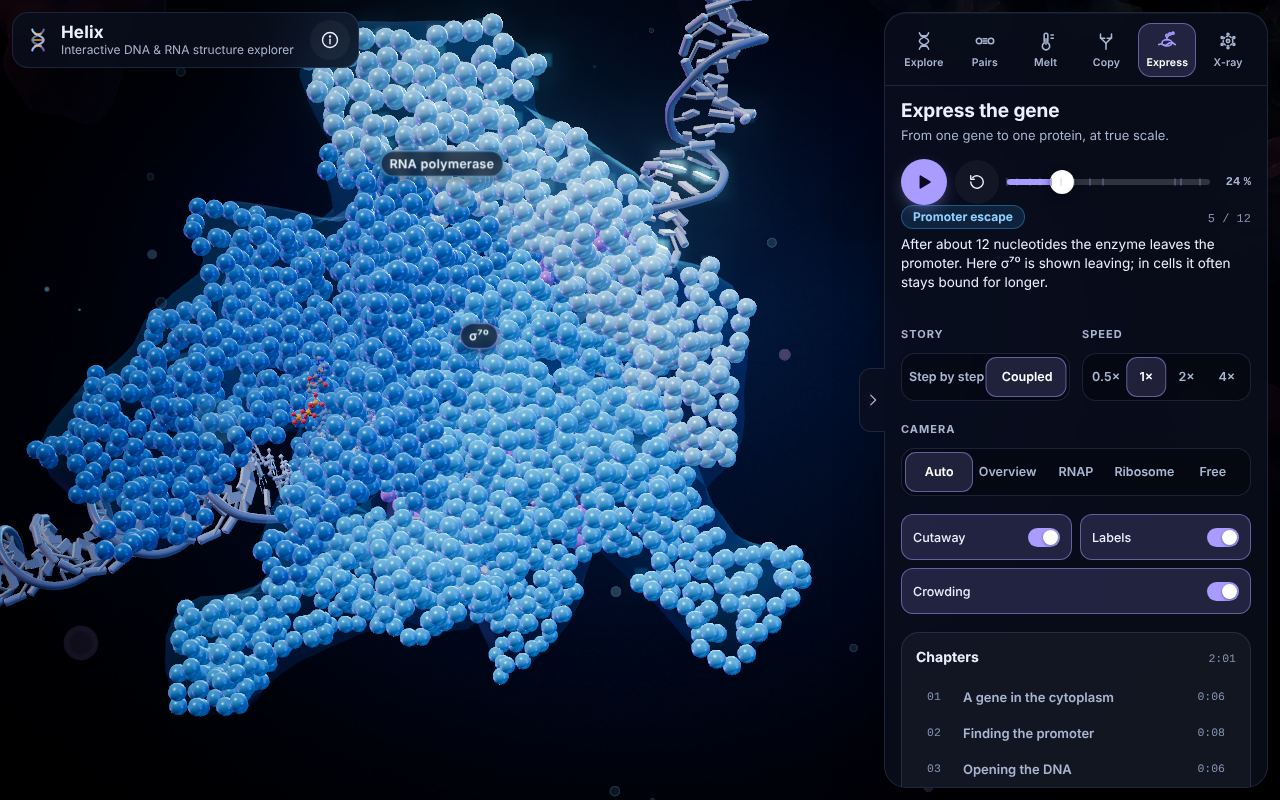 Helix
Interactive DNA & RNA structure explorer
RNA polymerase
σ⁷⁰
Explore
Pairs
Melt
Copy
Express
X-ray
Express the gene
From one gene to one protein, at true scale.
24 %
Promoter escape
5 / 12
After about 12 nucleotides the enzyme leaves the
promoter. Here σ⁷⁰ is shown leaving; in cells it often
stays bound for longer.
STORY
SPEED
Step by step
Coupled
0.5×
1×
2×
4×
CAMERA
Auto
Overview
RNAP
Ribosome
Free
Cutaway
Labels
Crowding
Chapters
2:01
01 A gene in the cytoplasm 0:06
02 Finding the promoter 0:08
03 Opening the DNA 0:06